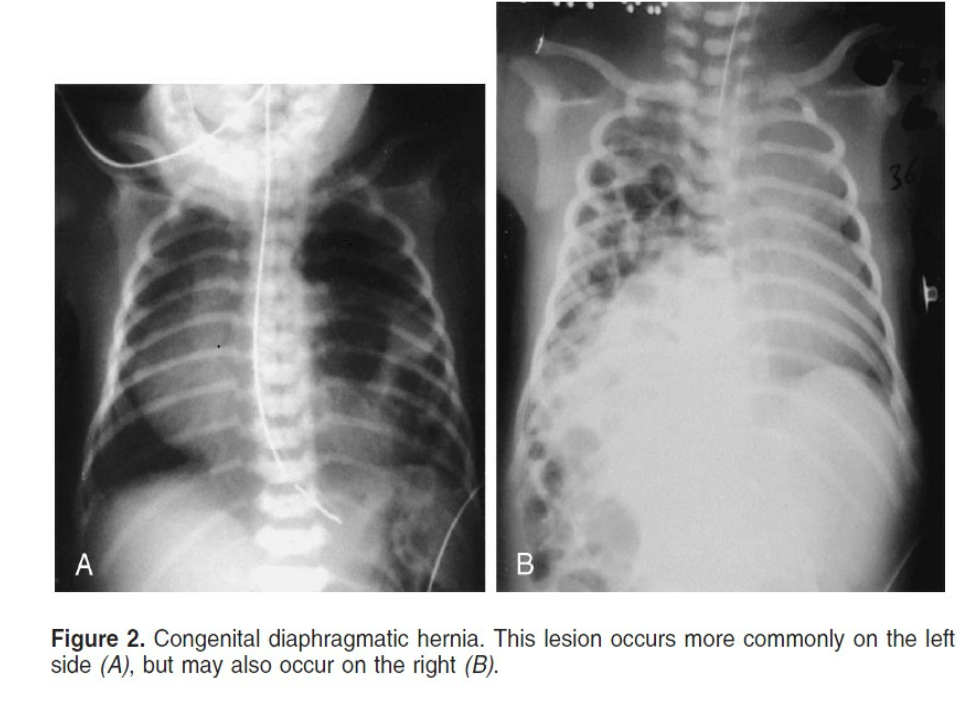 36
A
B
Figure 2. Congenital diaphragmatic hernia. This lesion occurs more commonly on the left
side (A), but may also occur on the right (B).